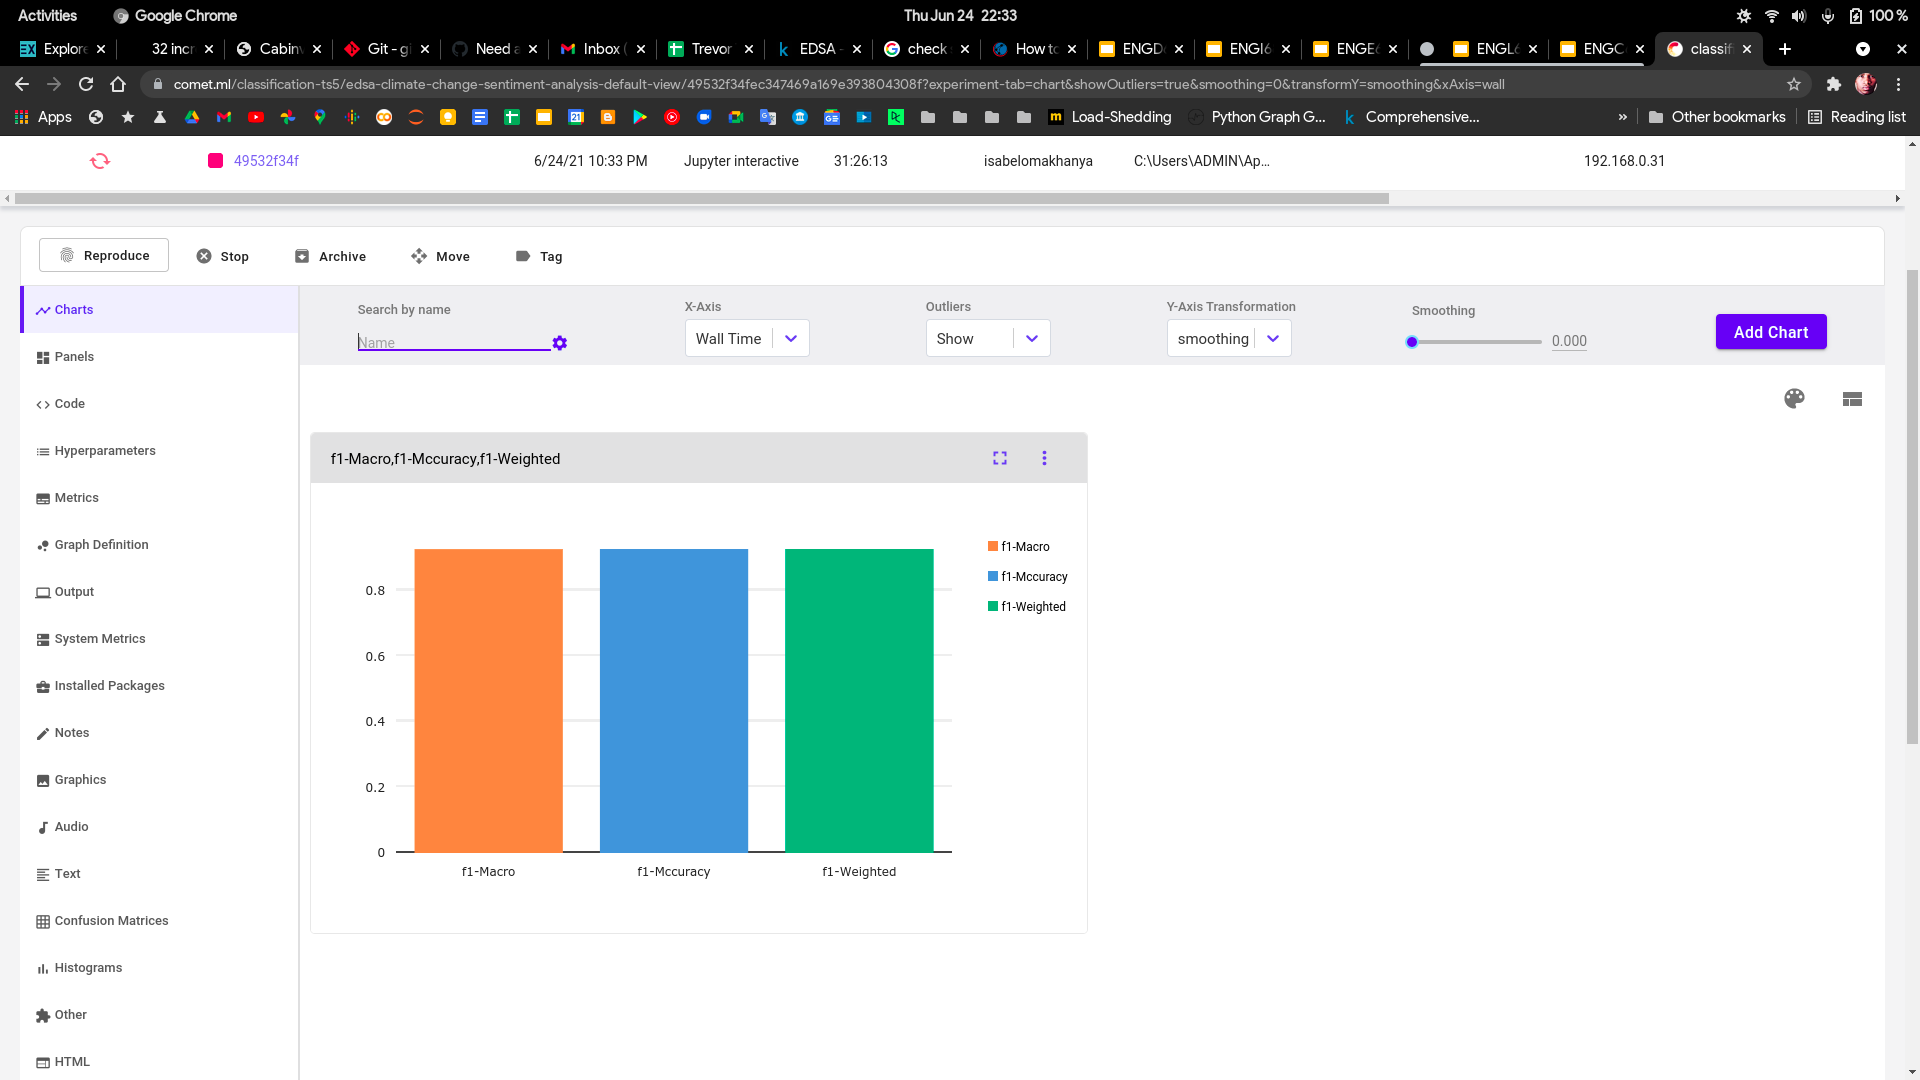 Activities
Google Chrome
Thu Jun 24 22:33
100 %
Explore
32 incr
Cabinv
Git - gi
Need a
Inbox (
Trevor
EDSA -
check
How to
ENGD
ENGI6
ENGE6
ENGL6
ENGC
classif
comet.ml/classification-ts5/edsa-climate-change-sentiment-analysis-default-view/49532f34fec347469a169e393804308f?experiment-tab=chart&showOutliers=true&smoothing=0&transformY=smoothing&xAxis=wall
Apps
Load-Shedding
Python Graph G...
Comprehensive...
»
Other bookmarks
Reading list
49532f34f
6/24/21 10:33 PM
Jupyter interactive
31:26:13
isabelomakhanya
C:\Users\ADMIN\Ap...
192.168.0.31
Reproduce
Stop
Archive
Move
Tag
Charts
Panels
Code
Hyperparameters
Metrics
Graph Definition
Output
System Metrics
Installed Packages
Notes
Graphics
Audio
Text
Confusion Matrices
Histograms
Other
HTML
Search by name
Name
X-Axis
Wall Time
Outliers
Show
Y-Axis Transformation
smoothing
Smoothing
0.000
Add Chart
f1-Macro,f1-Mccuracy,f1-Weighted
0.8
0.6
0.4
0.2
0
f1-Macro
f1-Mccuracy
f1-Weighted
f1-Macro
f1-Mccuracy
f1-Weighted